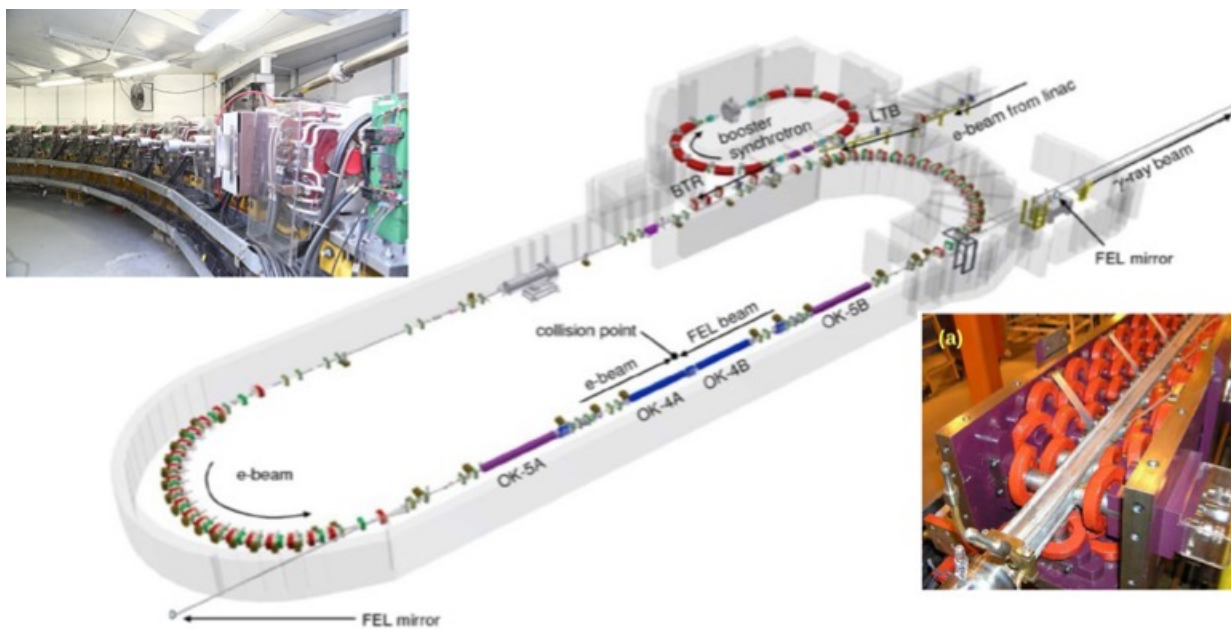 booster
synchrotron
LTB
e-beam from linac
BTR
γ-ray beam
FEL mirror
collision point
FEL beam
OK-5B
e-beam
OK-4B
OK-4A
(a)
OK-5A
e-beam
FEL mirror